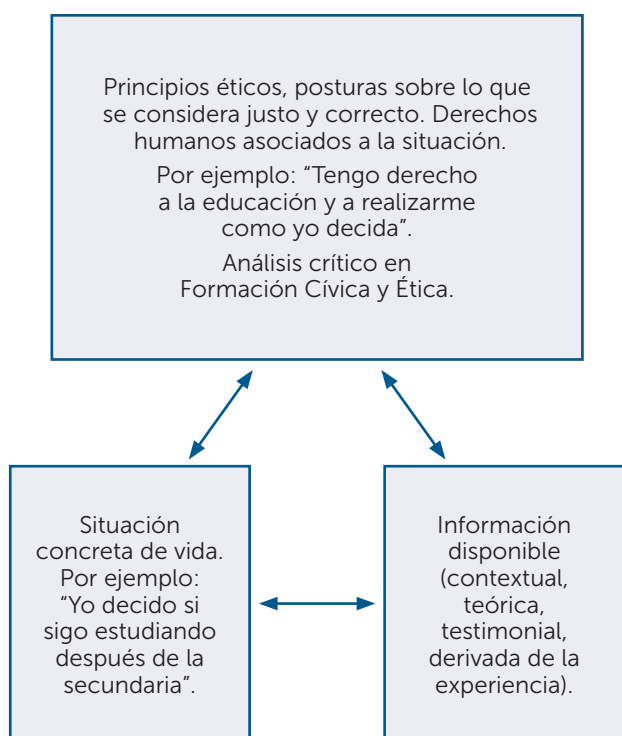 Principios éticos, posturas sobre lo que
se considera justo y correcto. Derechos
humanos asociados a la situación.
Por ejemplo: “Tengo derecho
a la educación y a realizarme
como yo decida”.
Análisis crítico en
Formación Cívica y Ética.
Situación
concreta de vida.
Por ejemplo:
“Yo decido si
sigo estudiando
después de la
secundaria”.
Información
disponible
(contextual,
teórica,
testimonial,
derivada de la
experiencia).